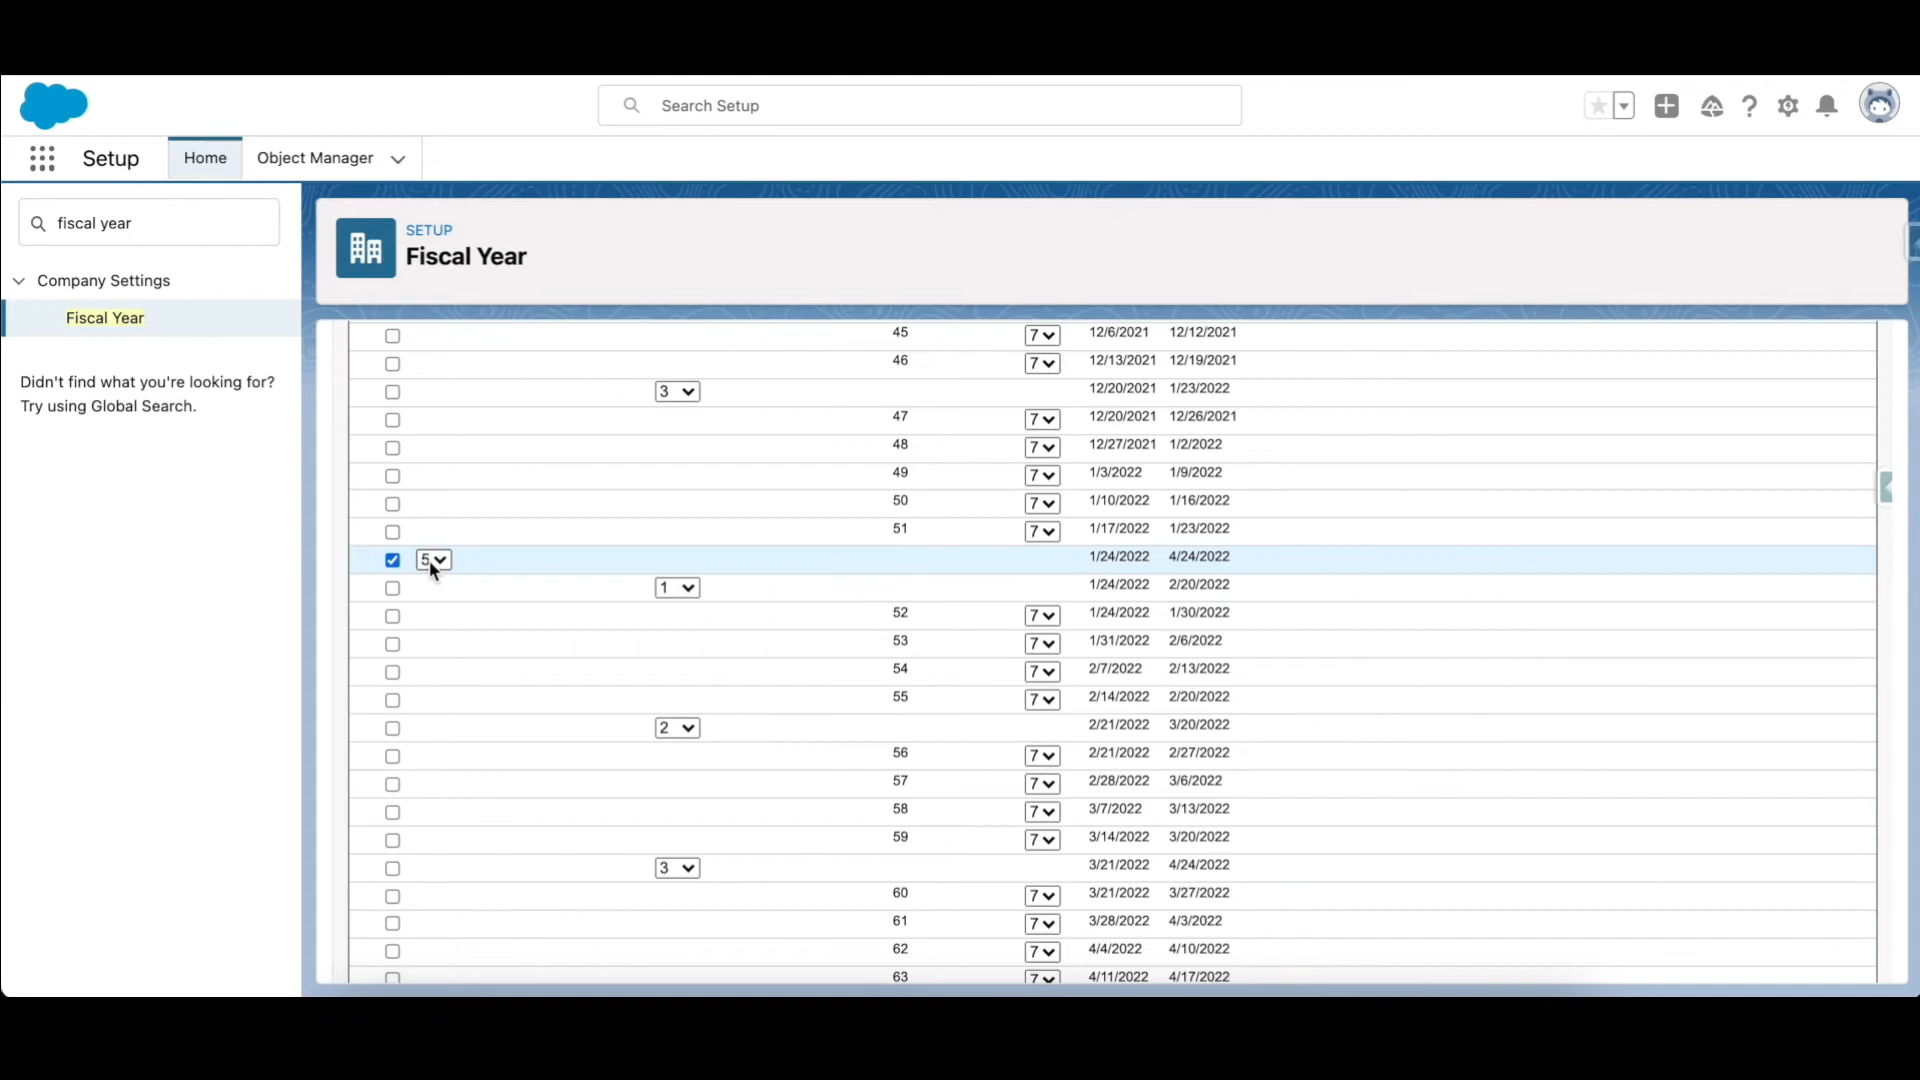 Search Setup
Setup Home Object Manager
fiscal year
SETUP
Fiscal Year
Company Settings
Fiscal Year
Didn't find what you're looking for?
Try using Global Search.
45 7 12/6/2021 12/12/2021
46 7 12/13/2021 12/19/2021
3 12/20/2021 1/23/2022
47 7 12/20/2021 12/26/2021
48 7 12/27/2021 1/2/2022
49 7 1/3/2022 1/9/2022
50 7 1/10/2022 1/16/2022
51 7 1/17/2022 1/23/2022
5 1/24/2022 4/24/2022
1 1/24/2022 2/20/2022
52 7 1/24/2022 1/30/2022
53 7 1/31/2022 2/6/2022
54 7 2/7/2022 2/13/2022
55 7 2/14/2022 2/20/2022
2 2/21/2022 3/20/2022
56 7 2/21/2022 2/27/2022
57 7 2/28/2022 3/6/2022
58 7 3/7/2022 3/13/2022
59 7 3/14/2022 3/20/2022
3 3/21/2022 4/24/2022
60 7 3/21/2022 3/27/2022
61 7 3/28/2022 4/3/2022
62 7 4/4/2022 4/10/2022
63 7 4/11/2022 4/17/2022